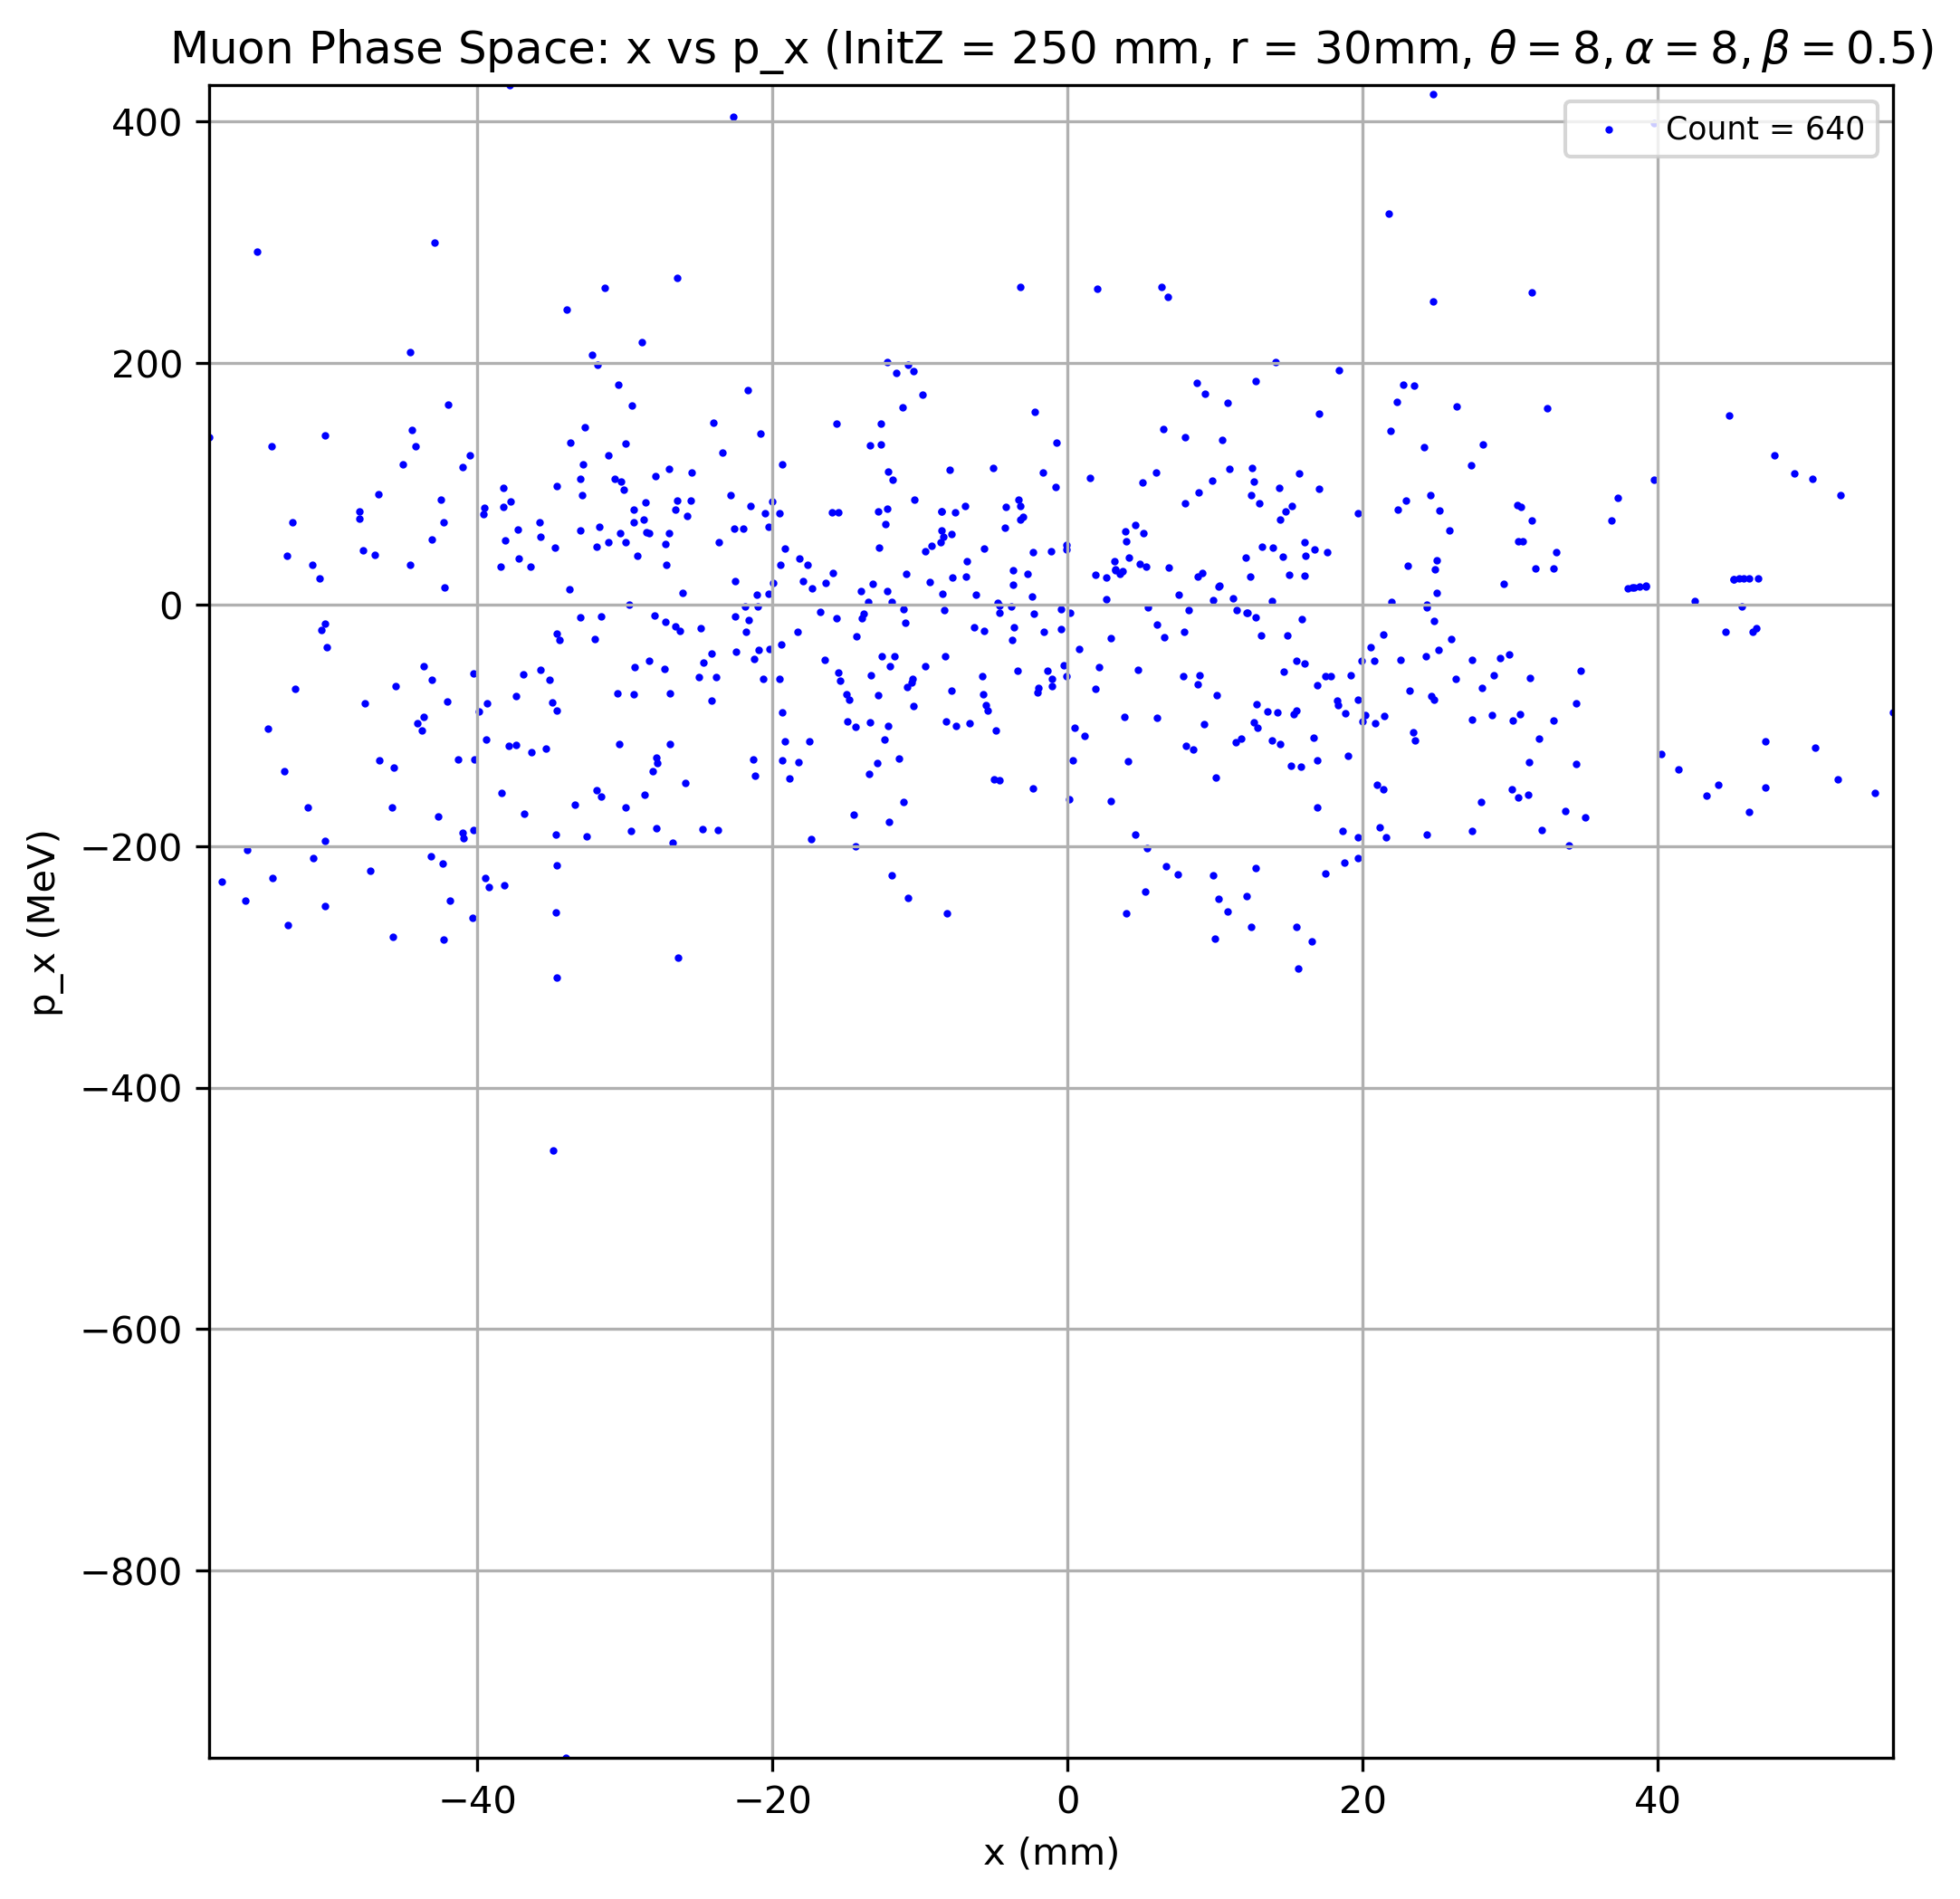 Muon Phase Space: x vs p_x (InitZ = 250 mm, r = 30mm, θ = 8, α = 8, β = 0.5)
Count = 640
400
200
0
−200
−400
−600
−800
p_x (MeV)
−40 −20 0 20 40
x (mm)